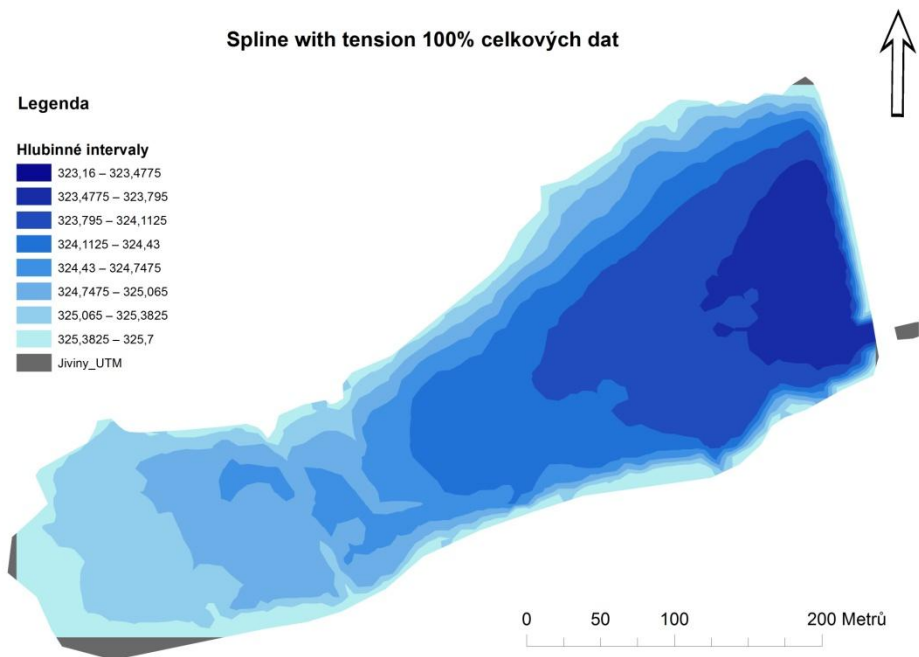 Spline with tension 100% celkových dat
Legenda
Hlubinné intervaly
323,16 – 323,4775
323,4775 – 323,795
323,795 – 324,1125
324,1125 – 324,43
324,43 – 324,7475
324,7475 – 325,065
325,065 – 325,3825
325,3825 – 325,7
Jiviny_UTM
0 50 100 200 Metrů